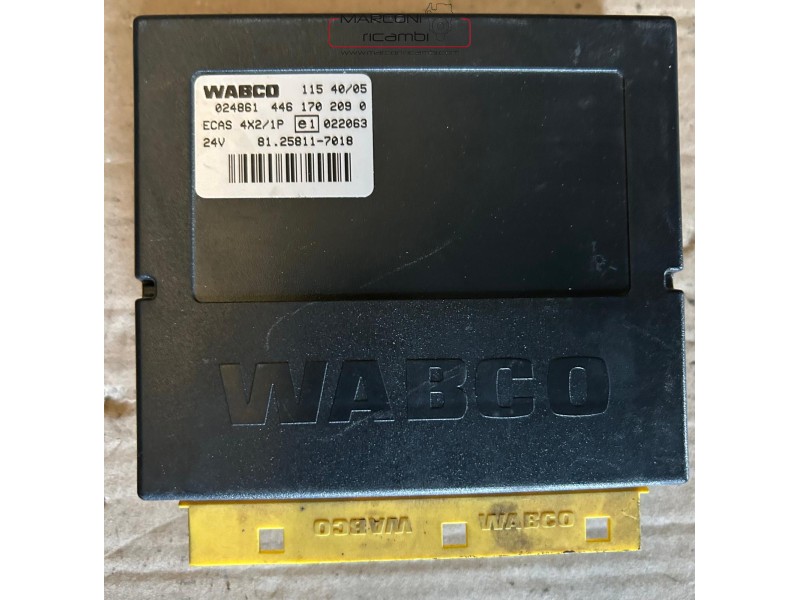 MARCONI
ricambi
WABCO 115 40/05
024861 446 170 209 0
ECAS 4X2/1P e1 022063
24V 81.25811-7018
WABCO
WABCO WABCO